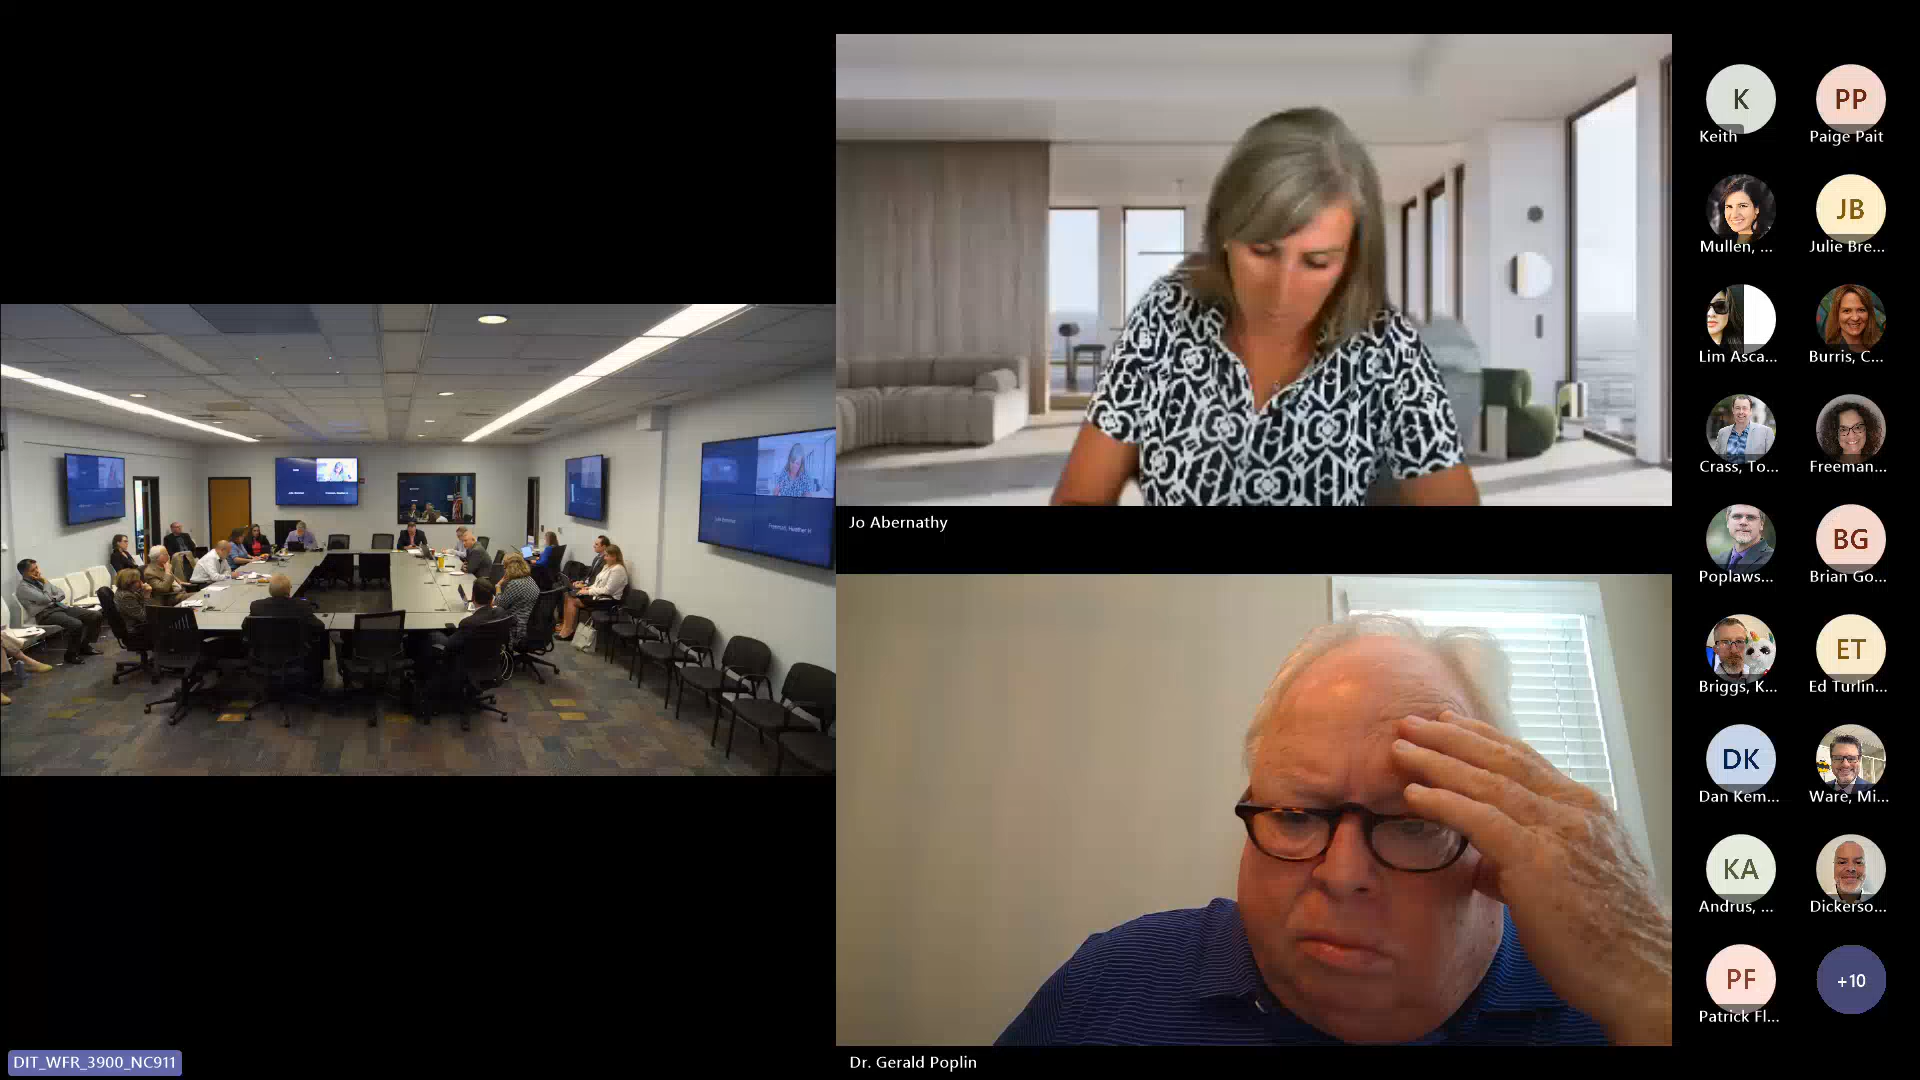 Jo Abernathy
Dr. Gerald Poplin
DIT_WFR_3900_NC911
K
Keith
PP
Paige Pait
Mullen, ...
JB
Julie Bre...
Lim Asca...
Burris, C...
Crass, To...
Freeman...
Poplaws...
BG
Brian Go...
Briggs, K...
ET
Ed Turlin...
DK
Dan Kem...
Ware, Mi...
KA
Andrus, ...
Dickerso...
PF
Patrick Fl...
+10